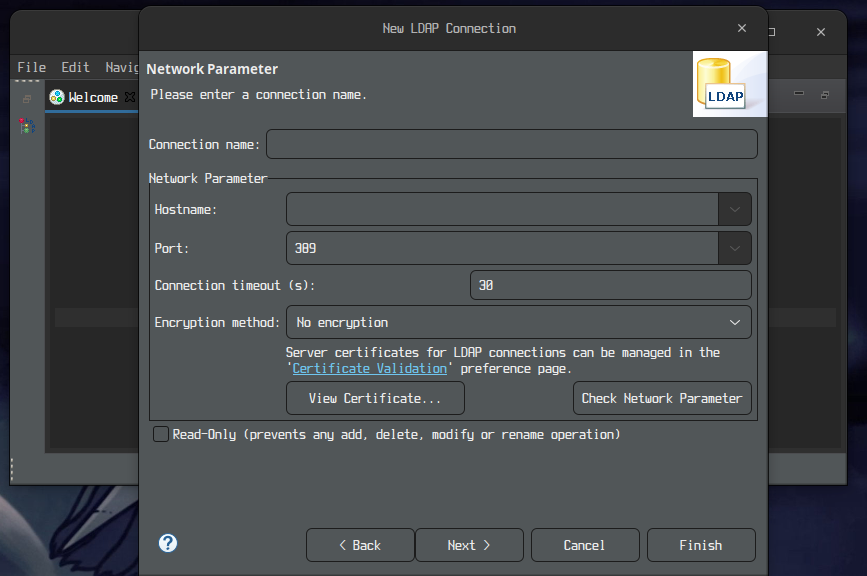 New LDAP Connection
File Edit Navig
Network Parameter
Please enter a connection name.
LDAP
Welcome
Connection name:
Network Parameter
Hostname:
Port: 389
Connection timeout (s): 30
Encryption method: No encryption
Server certificates for LDAP connections can be managed in the
'Certificate Validation' preference page.
View Certificate... Check Network Parameter
Read-Only (prevents any add, delete, modify or rename operation)
? < Back Next > Cancel Finish